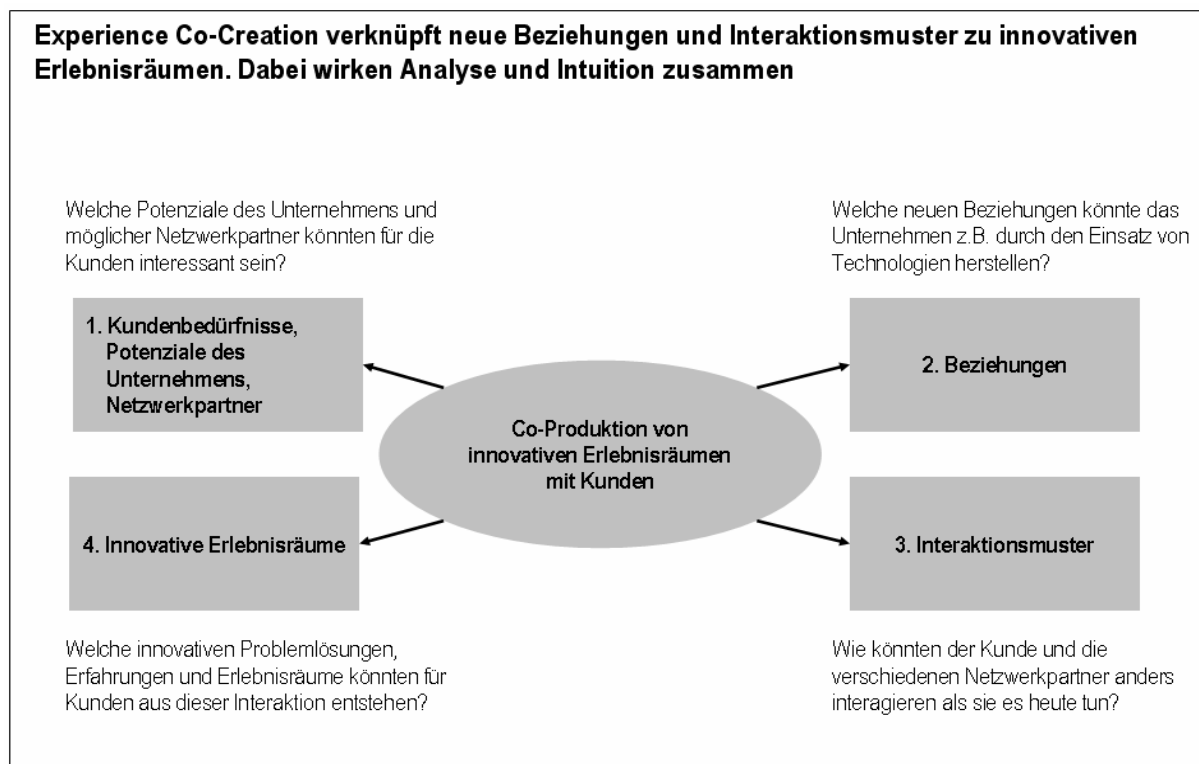 Experience Co-Creation verknüpft neue Beziehungen und Interaktionsmuster zu innovativen
Erlebnisräumen. Dabei wirken Analyse und Intuition zusammen
Welche Potenziale des Unternehmens und
möglicher Netzwerkpartner könnten für die
Kunden interessant sein?
Welche neuen Beziehungen könnte das
Unternehmen z.B. durch den Einsatz von
Technologien herstellen?
1. Kundenbedürfnisse,
Potenziale des
Unternehmens,
Netzwerkpartner
2. Beziehungen
Co-Produktion von
innovativen Erlebnisräumen
mit Kunden
4. Innovative Erlebnisräume
3. Interaktionsmuster
Welche innovativen Problemlösungen,
Erfahrungen und Erlebnisräume könnten für
Kunden aus dieser Interaktion entstehen?
Wie könnten der Kunde und die
verschiedenen Netzwerkpartner anders
interagieren als sie es heute tun?